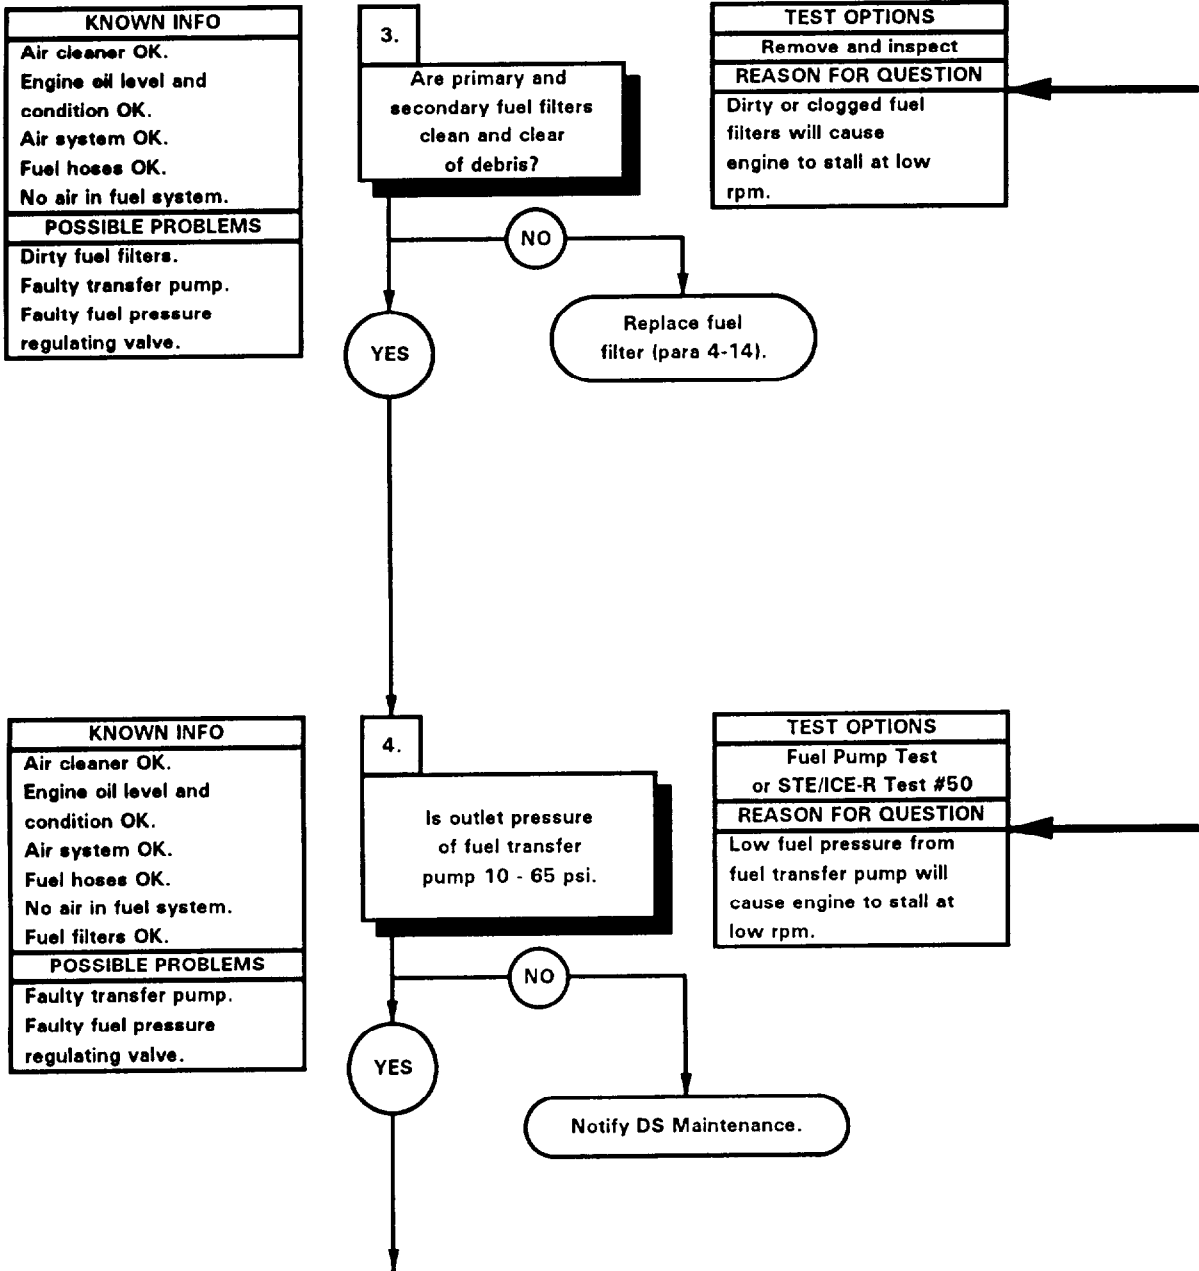 KNOWN INFO
Air cleaner OK.
Engine oil level and
condition OK.
Air system OK.
Fuel hoses OK.
No air in fuel system.
POSSIBLE PROBLEMS
Dirty fuel filters.
Faulty transfer pump.
Faulty fuel pressure
regulating valve.
3.
Are primary and
secondary fuel filters
clean and clear
of debris?
TEST OPTIONS
Remove and inspect
REASON FOR QUESTION
Dirty or clogged fuel
filters will cause
engine to stall at low
rpm.
NO
YES
Replace fuel
filter (para 4-14).
KNOWN INFO
Air cleaner OK.
Engine oil level and
condition OK.
Air system OK.
Fuel hoses OK.
No air in fuel system.
Fuel filters OK.
POSSIBLE PROBLEMS
Faulty transfer pump.
Faulty fuel pressure
regulating valve.
4.
Is outlet pressure
of fuel transfer
pump 10 - 65 psi.
TEST OPTIONS
Fuel Pump Test
or STE/ICE-R Test #50
REASON FOR QUESTION
Low fuel pressure from
fuel transfer pump will
cause engine to stall at
low rpm.
NO
YES
Notify DS Maintenance.